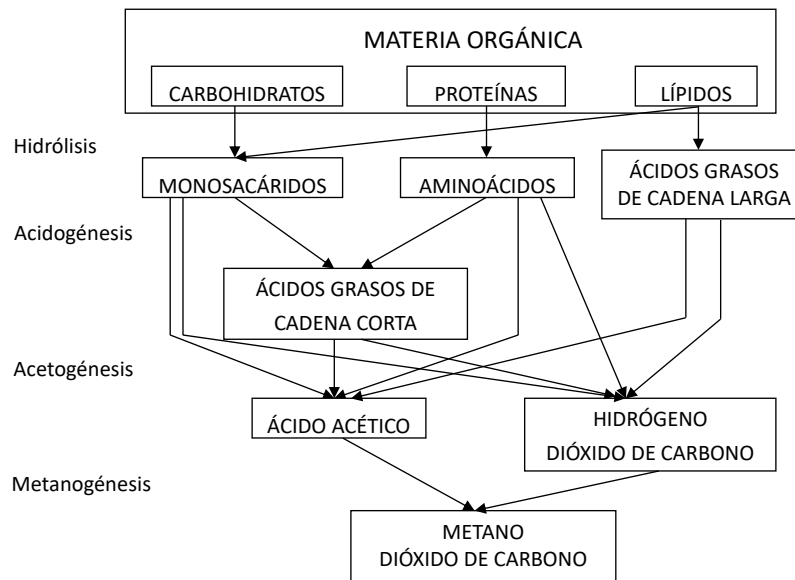 MATERIA ORGÁNICA
CARBOHIDRATOS
PROTEÍNAS
LÍPIDOS
Hidrólisis
MONOSACÁRIDOS
AMINOÁCIDOS
ÁCIDOS GRASOS
DE CADENA LARGA
Acidogénesis
ÁCIDOS GRASOS DE
CADENA CORTA
Acetogénesis
ÁCIDO ACÉTICO
HIDRÓGENO
DIÓXIDO DE CARBONO
Metanogénesis
METANO
DIÓXIDO DE CARBONO